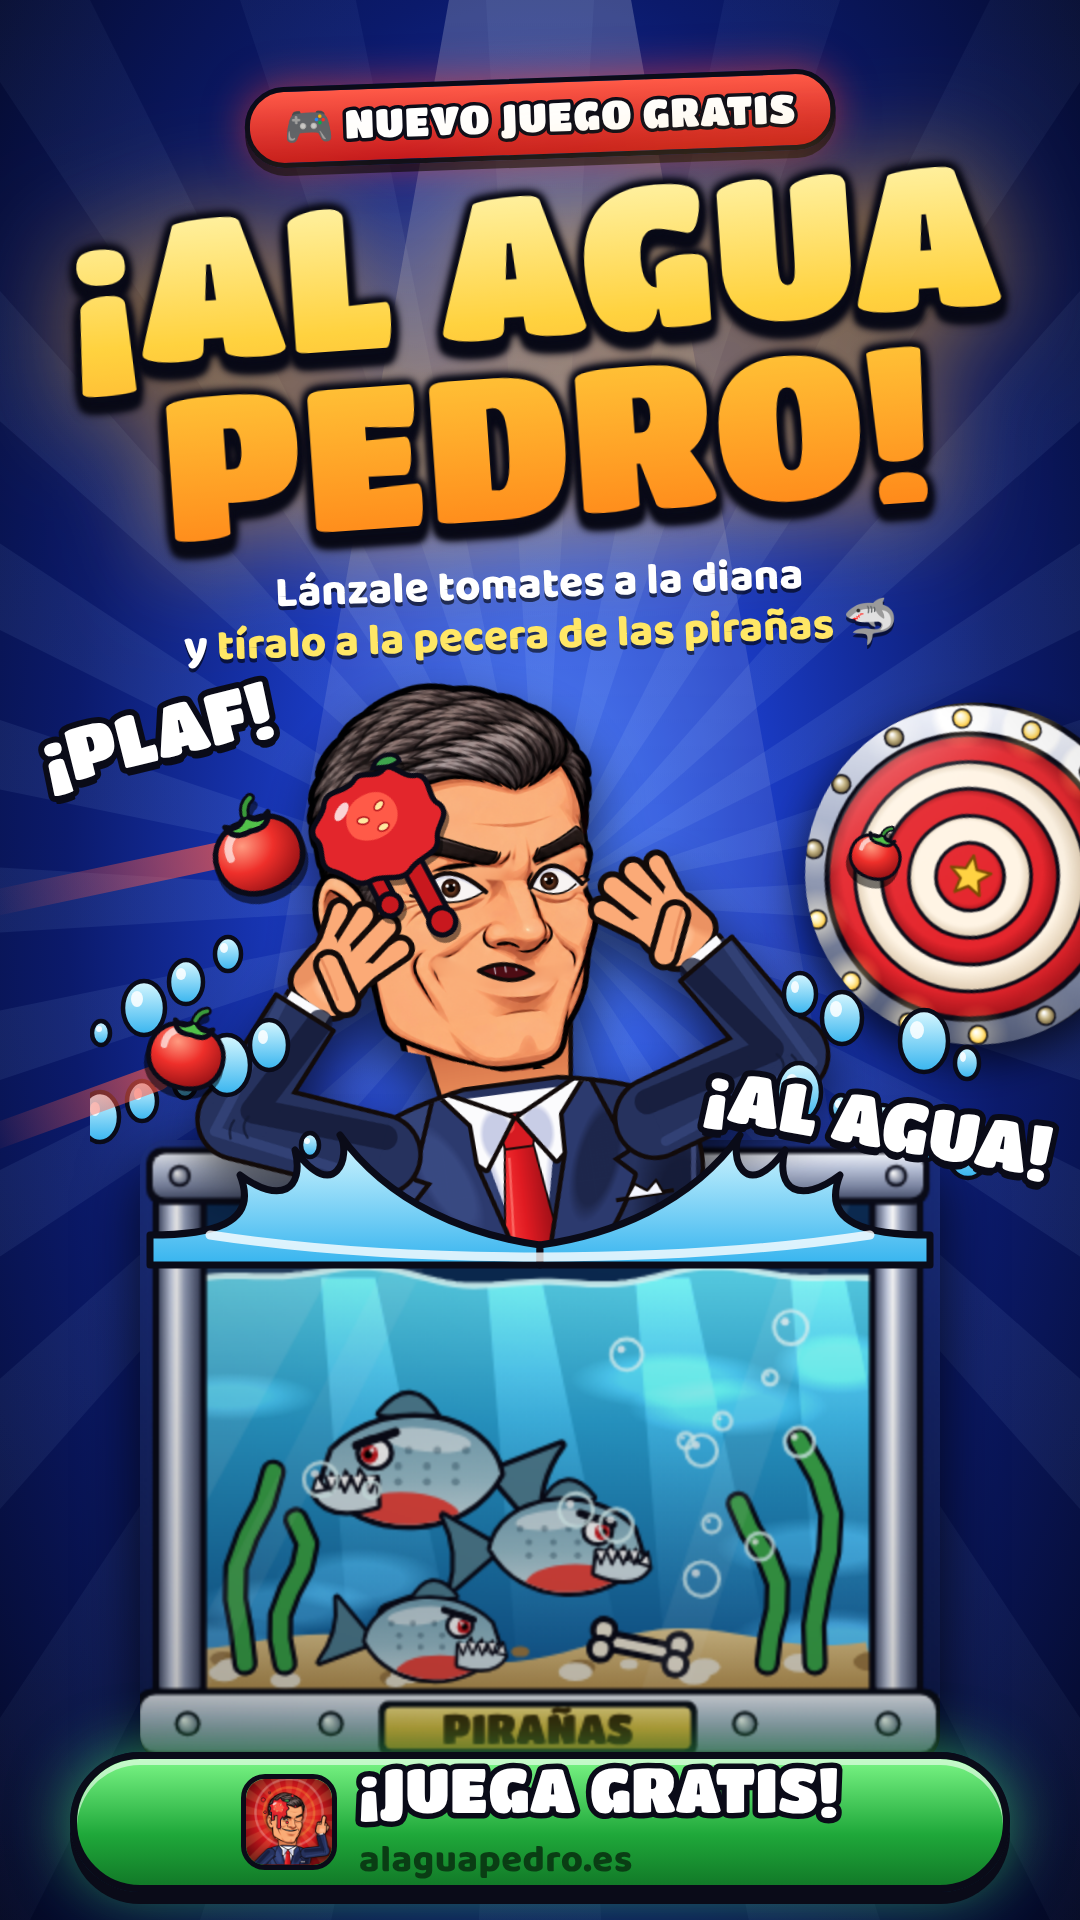 🎮 NUEVO JUEGO GRATIS
¡AL AGUA
PEDRO!
Lánzale tomates a la diana
y tíralo a la pecera de las pirañas 🦈
¡PLAF!
¡AL AGUA!
PIRAÑAS
¡JUEGA GRATIS!
alaguapedro.es